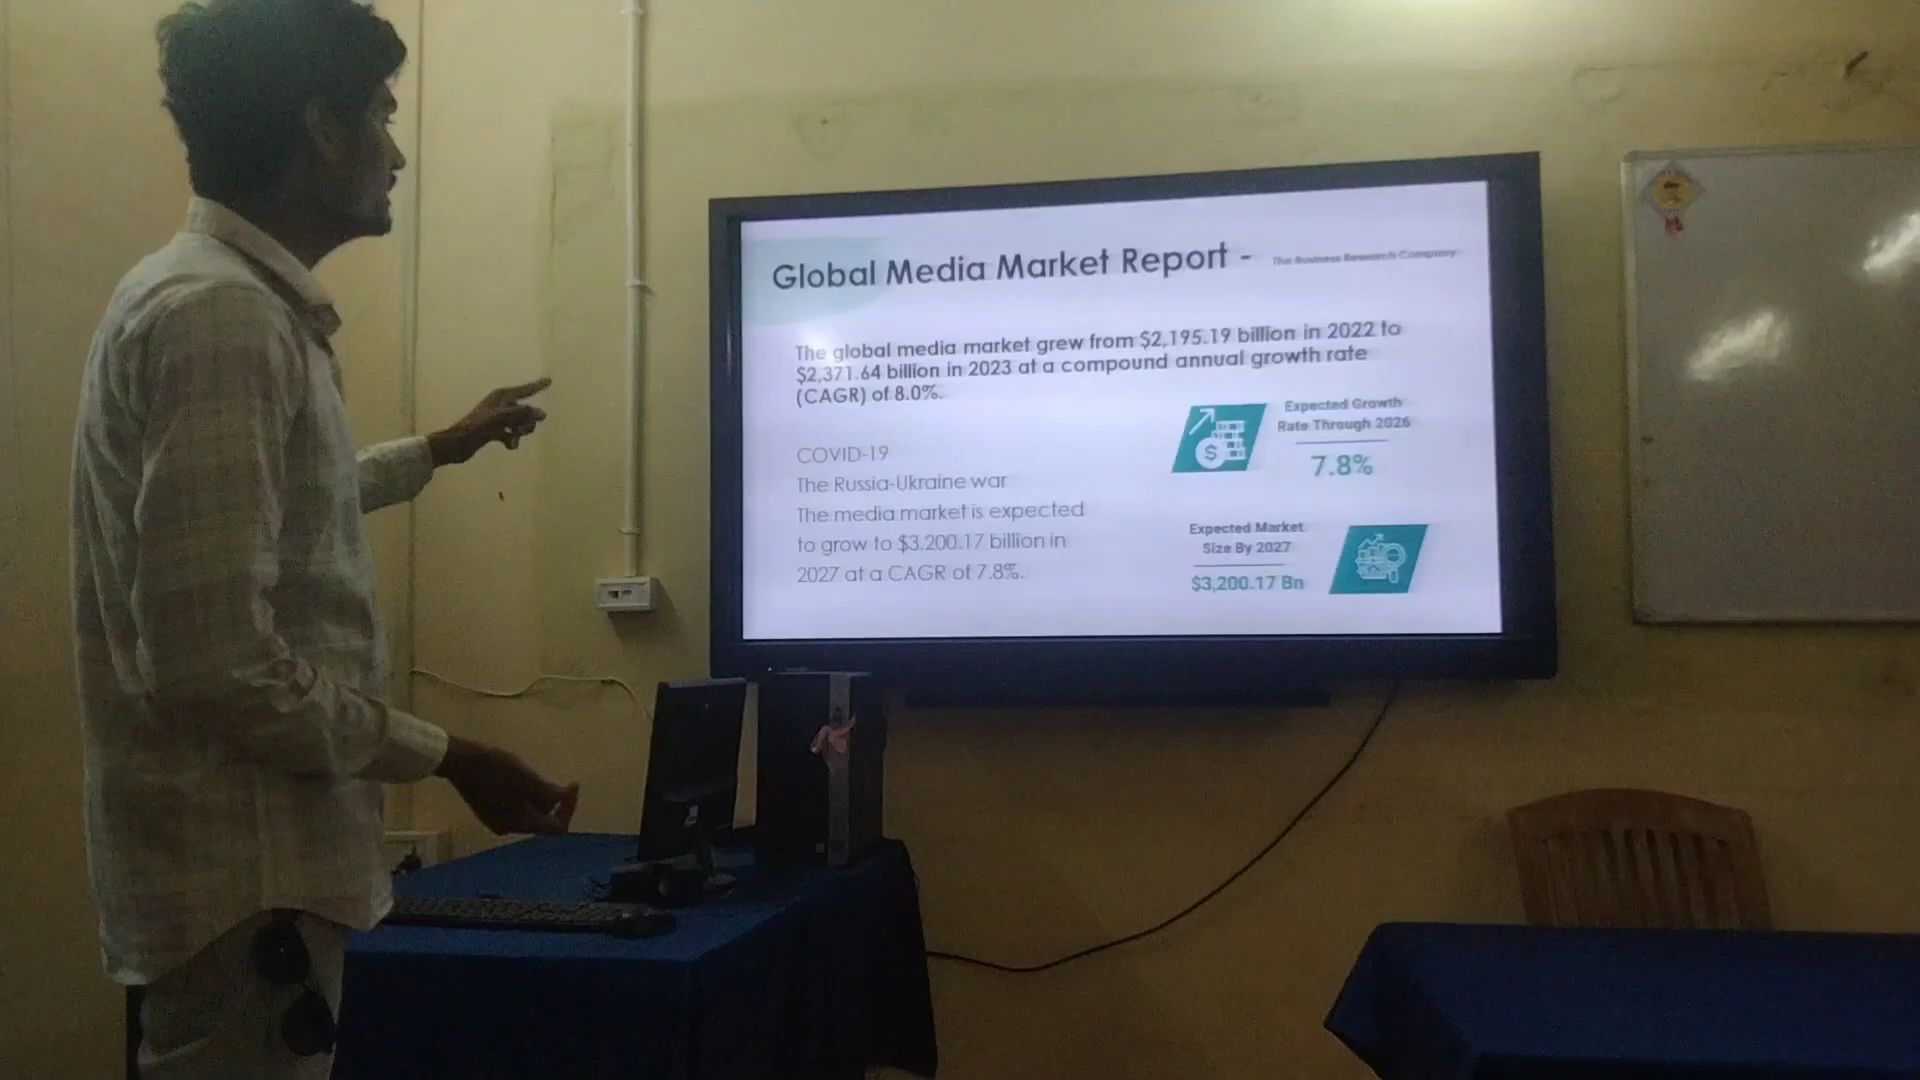 Global Media Market Report - The Business Research Company
The global media market grew from $2,195.19 billion in 2022 to
$2,371.64 billion in 2023 at a compound annual growth rate
(CAGR) of 8.0%.
COVID-19
The Russia-Ukraine war
The media market is expected
to grow to $3,200.17 billion in
2027 at a CAGR of 7.8%.
Expected Growth
Rate Through 2026
7.8%
Expected Market
Size By 2027
$3,200.17 Bn